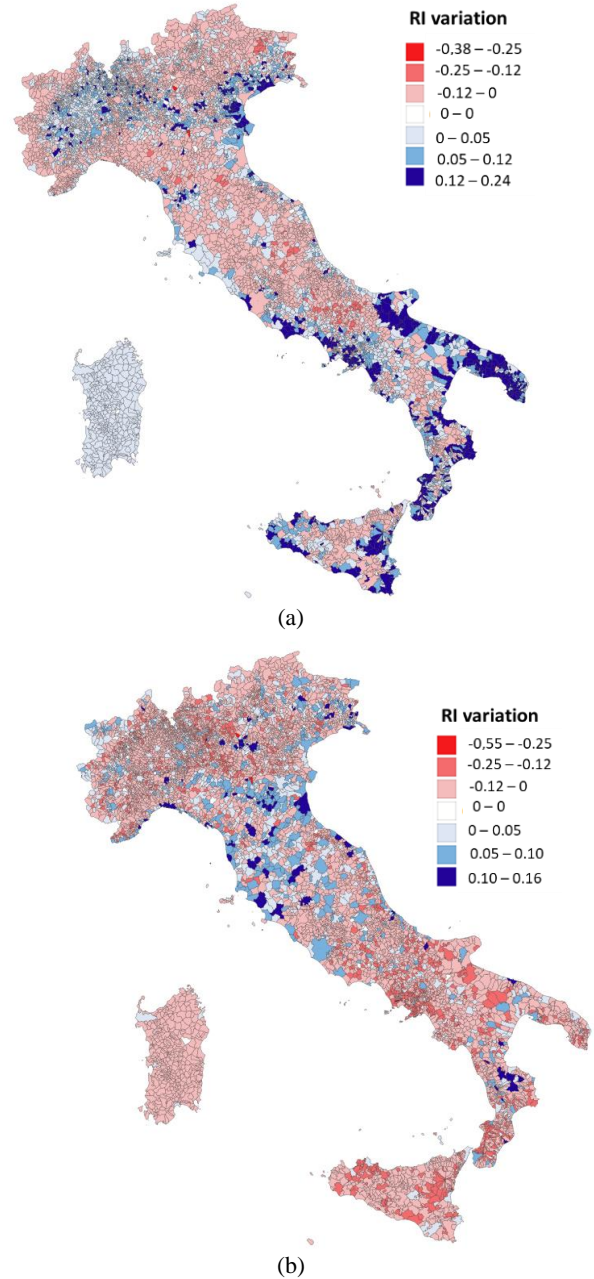 RI variation
-0,38 – -0.25
-0.25 – -0.12
-0.12 – 0
0 – 0
0 – 0.05
0.05 – 0.12
0.12 – 0.24
(a)
RI variation
-0,55 – -0.25
-0.25 – -0.12
-0.12 – 0
0 – 0
0 – 0.05
0.05 – 0.10
0.10 – 0.16
(b)